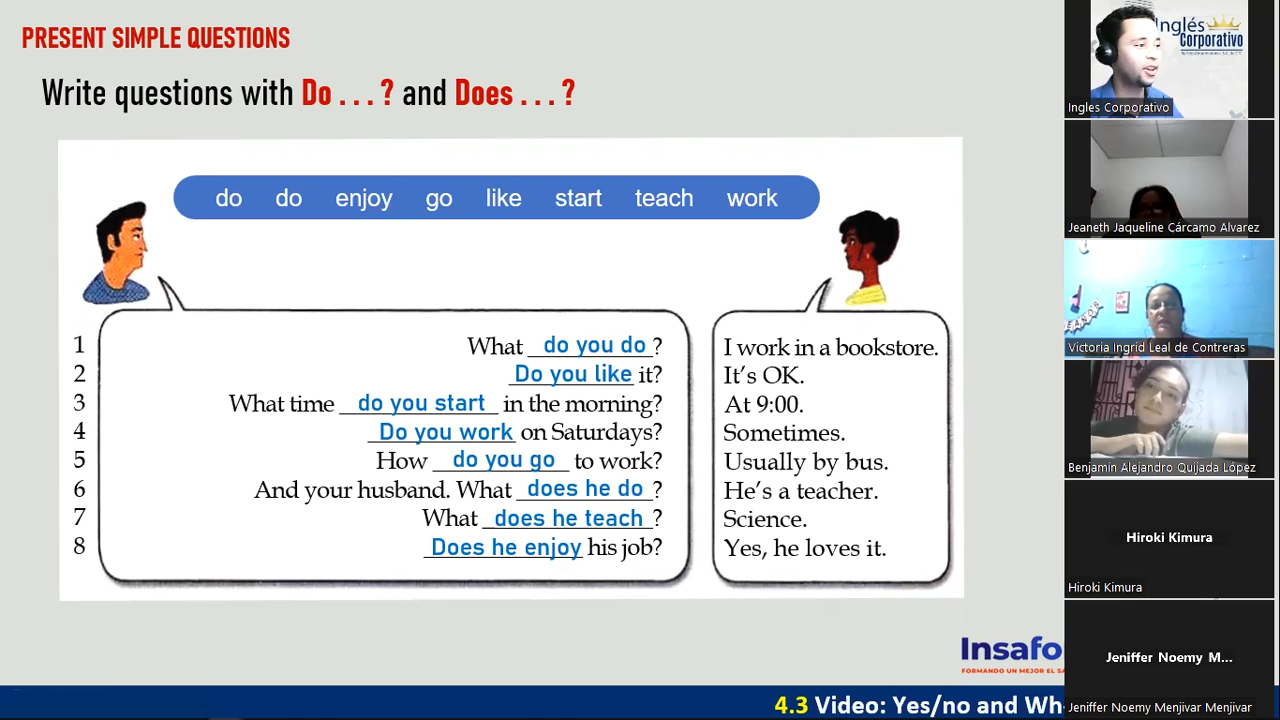 PRESENT SIMPLE QUESTIONS
Write questions with Do . . . ? and Does . . . ?
do do enjoy go like start teach work
1 What do you do ? I work in a bookstore.
2 Do you like it? It's OK.
3 What time do you start in the morning? At 9:00.
4 Do you work on Saturdays? Sometimes.
5 How do you go to work? Usually by bus.
6 And your husband. What does he do ? He's a teacher.
7 What does he teach ? Science.
8 Does he enjoy his job? Yes, he loves it.
Insafo
FORMANDO UN MEJOR EL SA
4.3 Video: Yes/no and Wh
Inglés
Corporativo
Ingles Corporativo
Jeaneth Jaqueline Cárcamo Alvarez
Victoria Ingrid Leal de Contreras
Benjamin Alejandro Quijada López
Hiroki Kimura
Hiroki Kimura
Jeniffer Noemy M...
Jeniffer Noemy Menjivar Menjivar